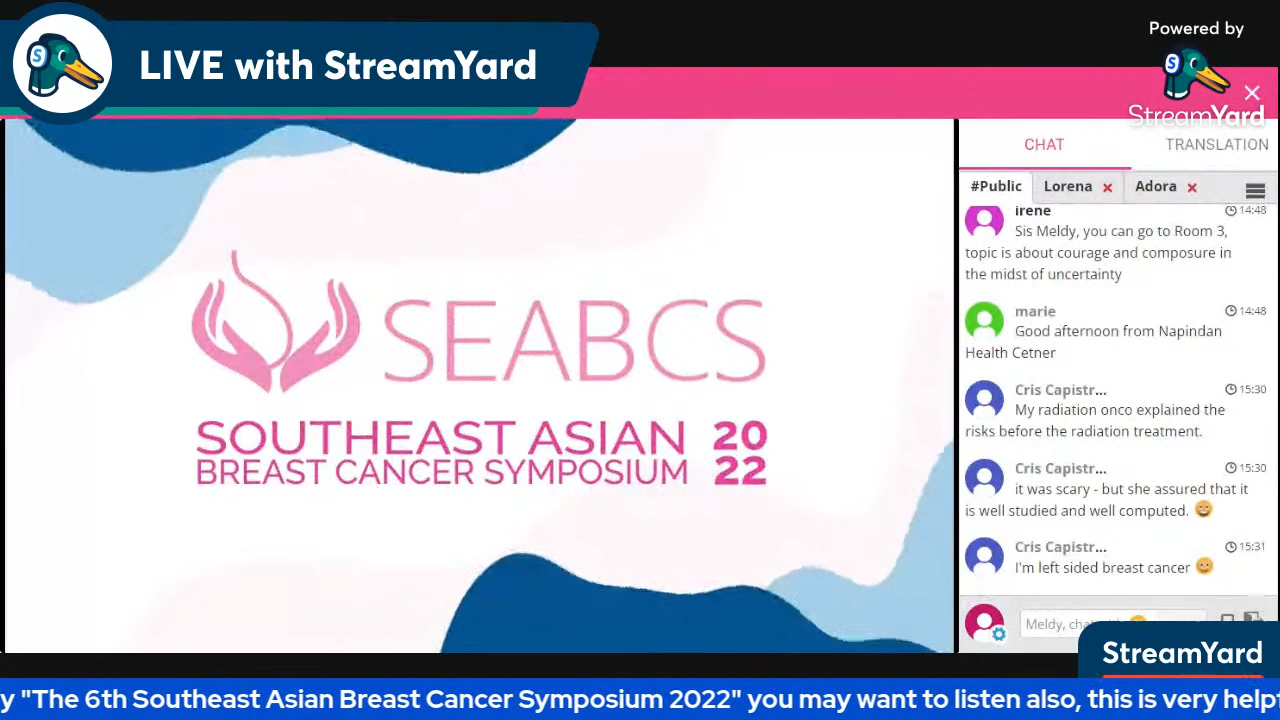 LIVE with StreamYard
Powered by
StreamYard
CHAT
TRANSLATION
#Public
Lorena
Adora
irene
14:48
Sis Meldy, you can go to Room 3,
topic is about courage and composure in
the midst of uncertainty
marie
14:48
Good afternoon from Napindan
Health Cetner
Cris Capistr...
15:30
My radiation onco explained the
risks before the radiation treatment.
Cris Capistr...
15:30
it was scary - but she assured that it
is well studied and well computed.
Cris Capistr...
15:31
I'm left sided breast cancer
Meldy,
SEABCS
SOUTHEAST ASIAN 20
BREAST CANCER SYMPOSIUM 22
StreamYard
y "The 6th Southeast Asian Breast Cancer Symposium 2022" you may want to listen also, this is very